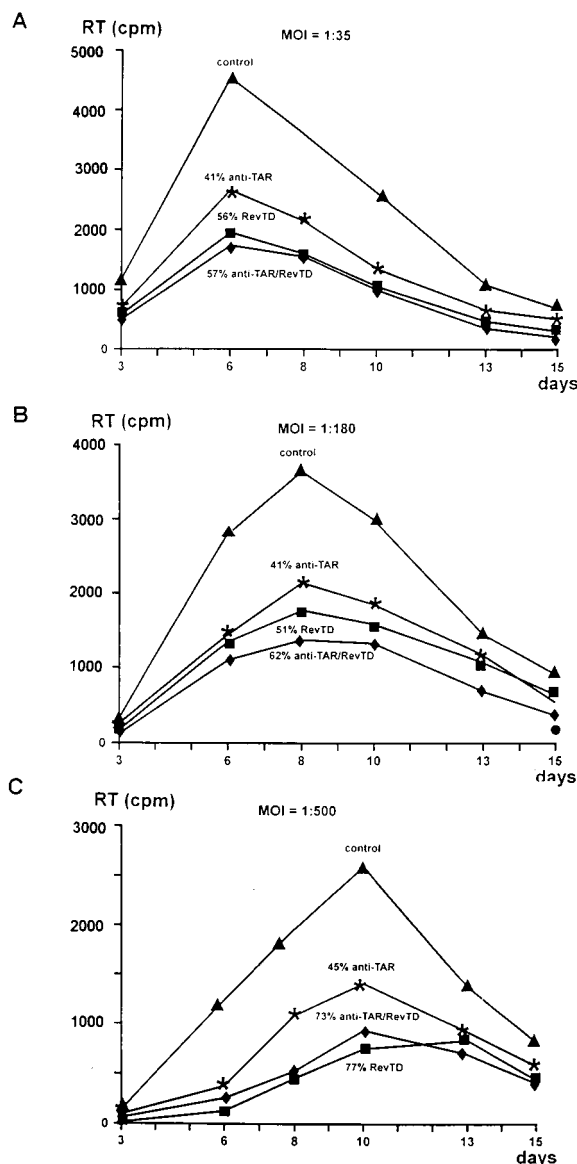 A
RT (cpm)
MOI = 1:35
5000
control
4000
3000
41% anti-TAR
56% RevTD
2000
57% anti-TAR/RevTD
1000
0
3 6 8 10 13 15
days
B
RT (cpm)
MOI = 1:180
4000
control
3000
41% anti-TAR
2000
51% RevTD
62% anti-TAR/RevTD
1000
0
3 6 8 10 13 15
days
C
RT (cpm)
MOI = 1:500
3000
control
2000
45% anti-TAR
73% anti-TAR/RevTD
1000
77% RevTD
0
3 6 8 10 13 15
days